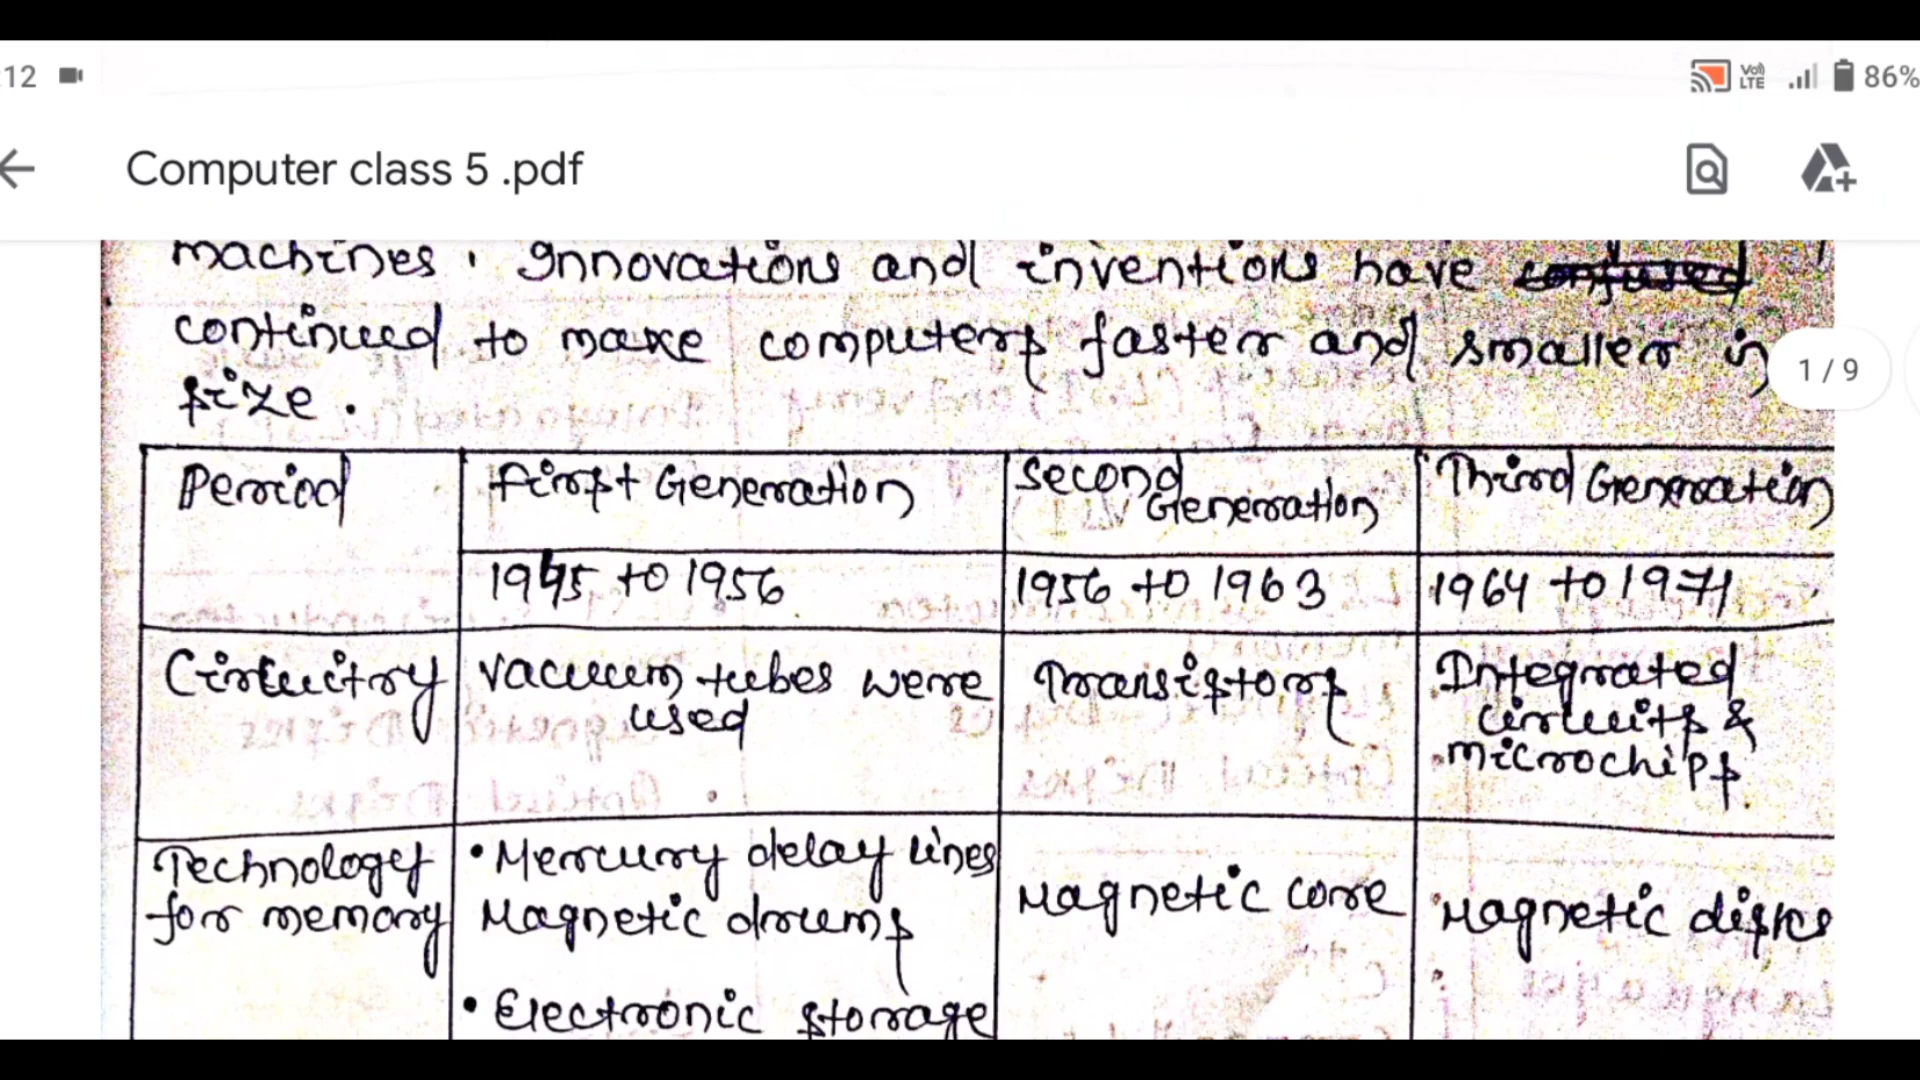 :12
Vo)) LTE 86%
Computer class 5 .pdf
machines. Innovations and inventions have
continued to make computers faster and smaller in
size.
1 / 9
Period First Generation Second Generation Third Generation
1945 to 1956 1956 to 1963 1964 to 1971
Circuitry Vacuum tubes were used Transistors Integrated circuits & microchips
Technology for memory • Mercury delay lines Magnetic drums Magnetic core Magnetic disks
• Electronic storage